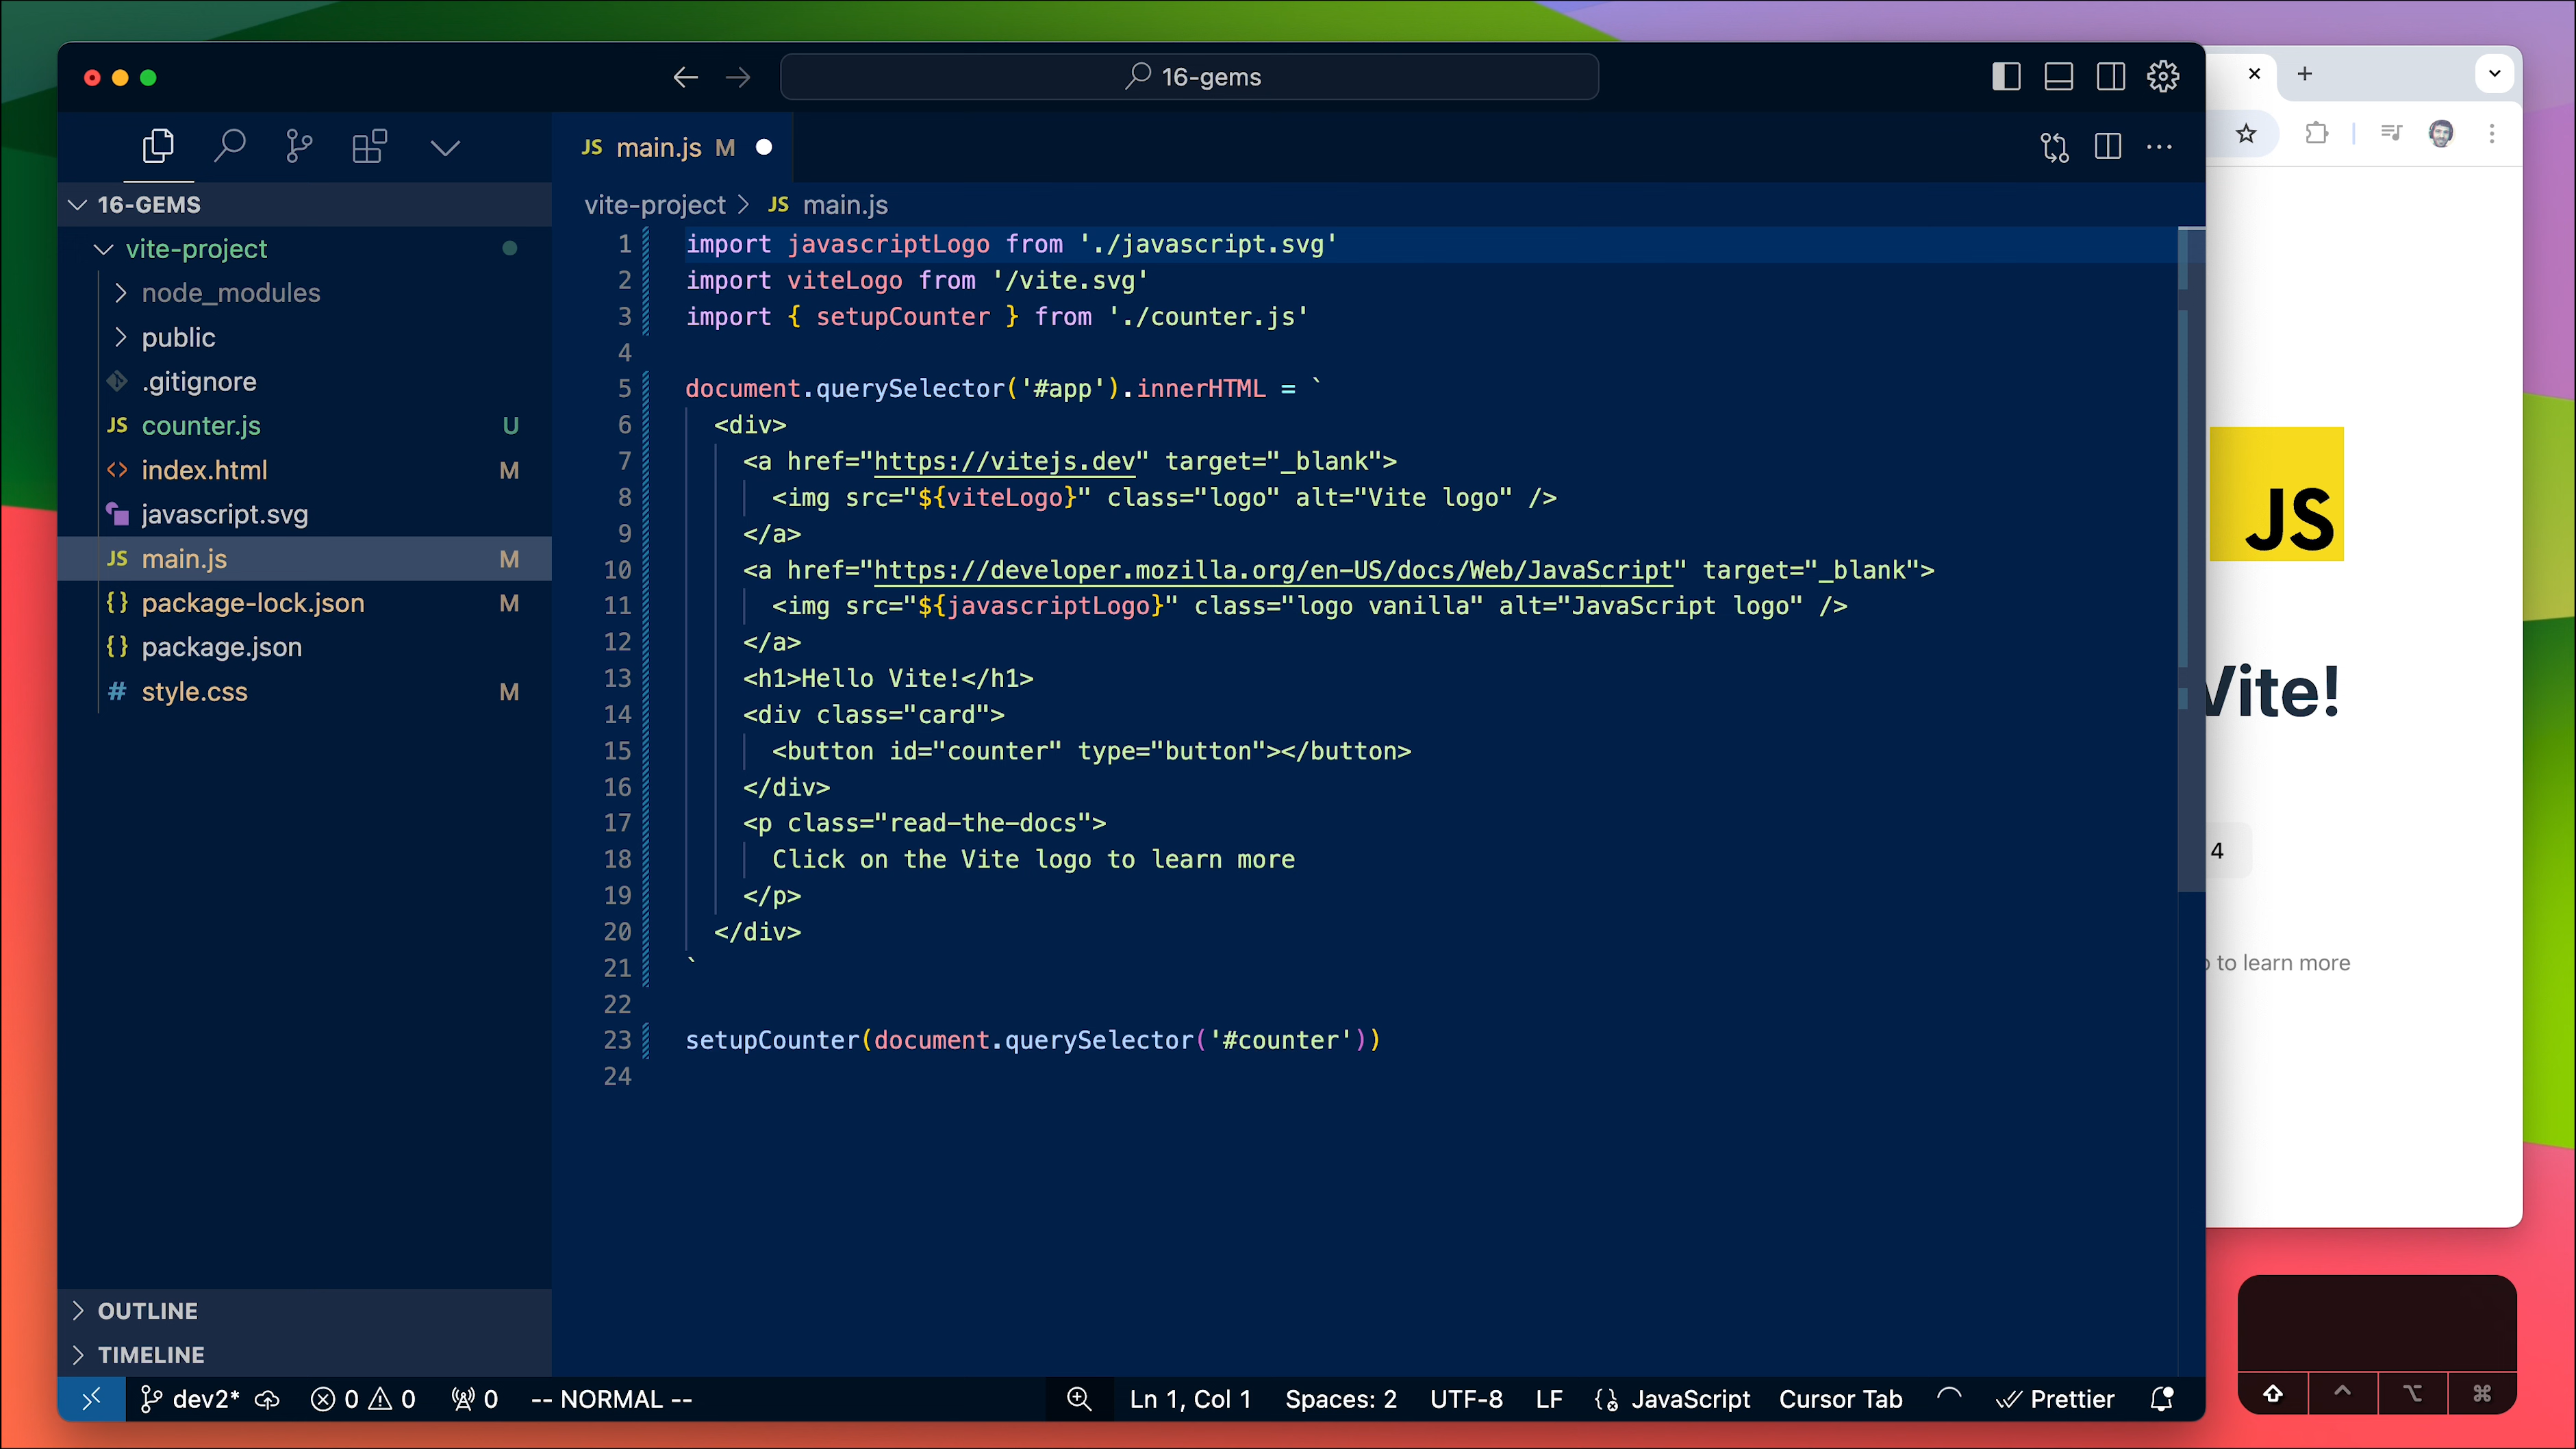 16-gems
JS main.js M
16-GEMS
vite-project
node_modules
public
.gitignore
JS counter.js U
<> index.html M
javascript.svg
JS main.js M
{} package-lock.json M
{} package.json
# style.css M
OUTLINE
TIMELINE
vite-project > JS main.js
1 import javascriptLogo from './javascript.svg'
2 import viteLogo from '/vite.svg'
3 import { setupCounter } from './counter.js'
4
5 document.querySelector('#app').innerHTML = `
6 <div>
7 <a href="https://vitejs.dev" target="_blank">
8 <img src="${viteLogo}" class="logo" alt="Vite logo" />
9 </a>
10 <a href="https://developer.mozilla.org/en-US/docs/Web/JavaScript" target="_blank">
11 <img src="${javascriptLogo}" class="logo vanilla" alt="JavaScript logo" />
12 </a>
13 <h1>Hello Vite!</h1>
14 <div class="card">
15 <button id="counter" type="button"></button>
16 </div>
17 <p class="read-the-docs">
18 Click on the Vite logo to learn more
19 </p>
20 </div>
21 `
22
23 setupCounter(document.querySelector('#counter'))
24
JS
Vite!
4
to learn more
dev2* 0 0 0 -- NORMAL -- Ln 1, Col 1 Spaces: 2 UTF-8 LF JavaScript Cursor Tab Prettier